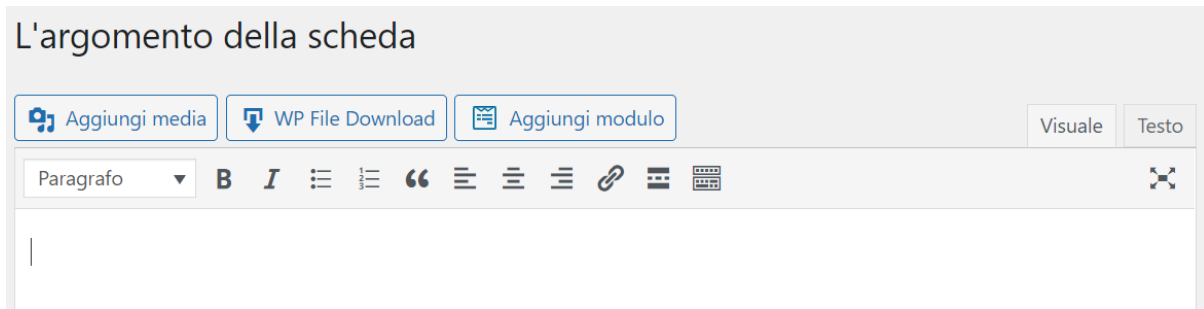 L'argomento della scheda
Aggiungi media WP File Download Aggiungi modulo
Visuale Testo
Paragrafo